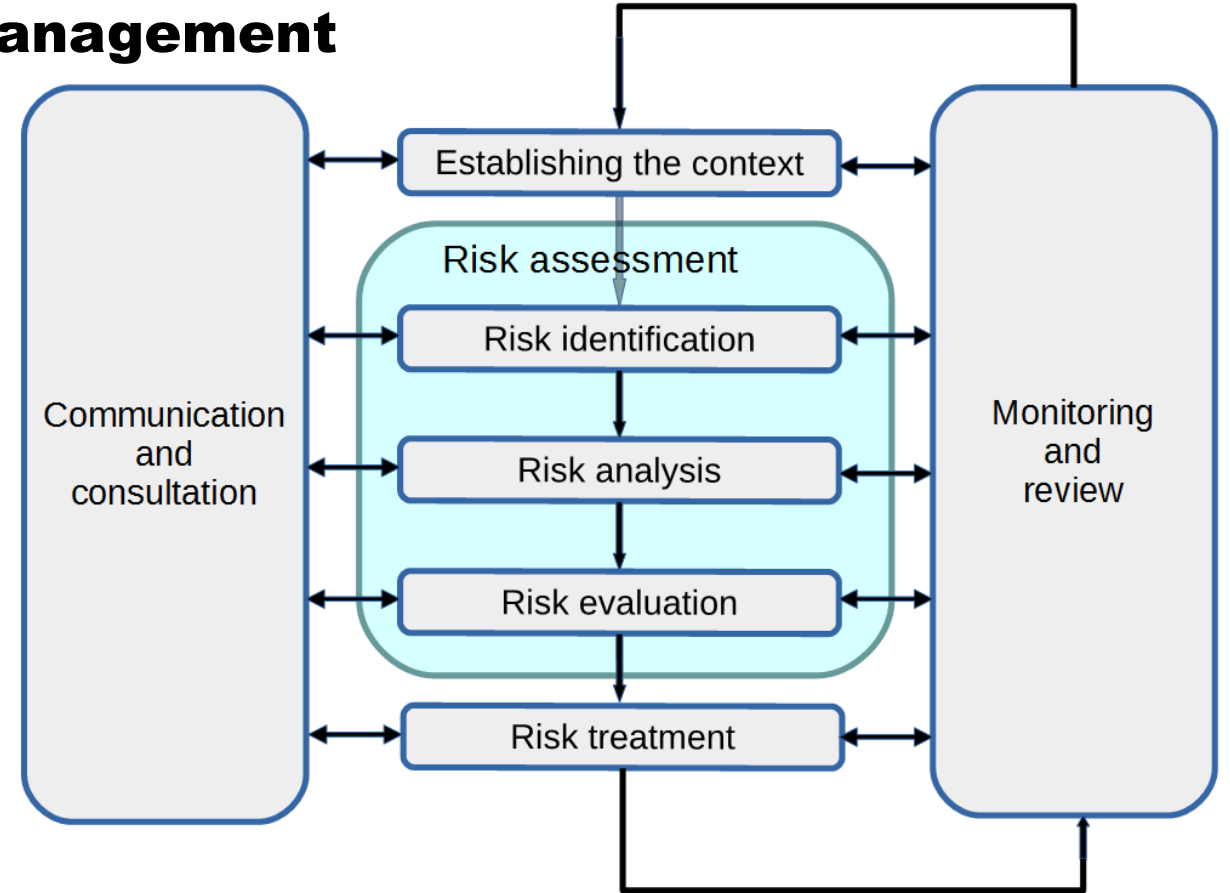 anagement
Establishing the context
Risk assessment
Risk identification
Communication
and
consultation
Risk analysis
Monitoring
and
review
Risk evaluation
Risk treatment